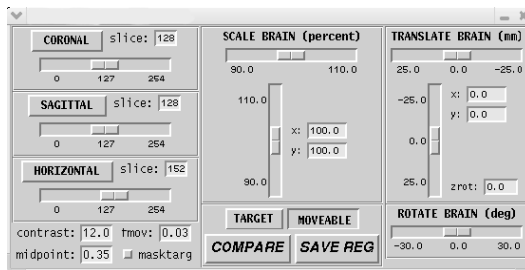 CORONAL slice: 128
0 127 254
SAGITTAL slice: 128
0 127 254
HORIZONTAL slice: 152
0 127 254
contrast: 12.0 tmov: 0.03
midpoint: 0.35 masktarg
SCALE BRAIN (percent)
90.0 110.0
110.0
x: 100.0
y: 100.0
90.0
TARGET MOVEABLE
COMPARE SAVE REG
TRANSLATE BRAIN (mm)
25.0 0.0 -25.0
-25.0
x: 0.0
y: 0.0
0.0
25.0
zrot: 0.0
ROTATE BRAIN (deg)
-30.0 0.0 30.0